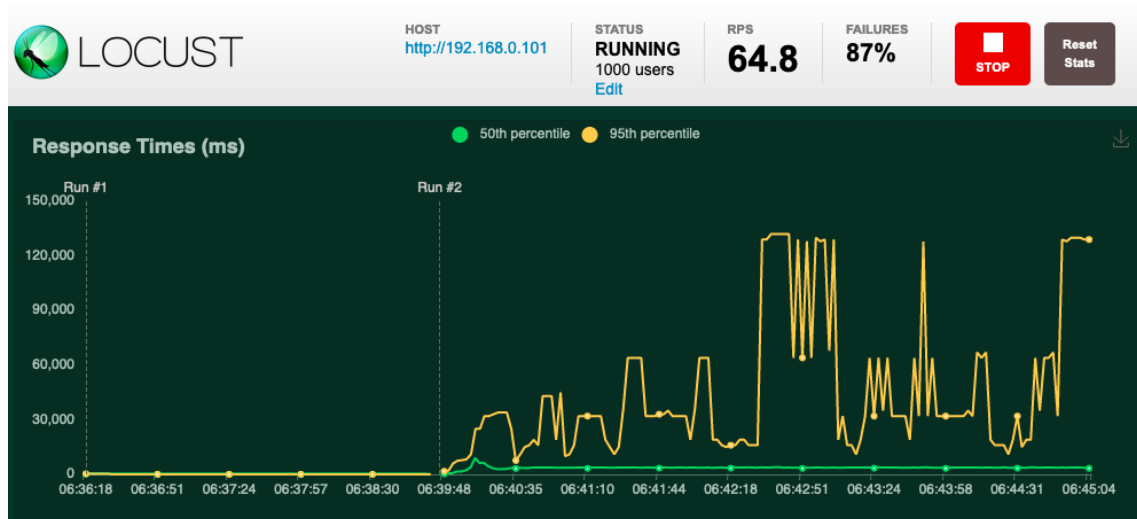 LOCUST
HOST
http://192.168.0.101
STATUS
RUNNING
1000 users
Edit
RPS
64.8
FAILURES
87%
STOP
Reset
Stats
Response Times (ms)
50th percentile
95th percentile
Run #1
Run #2
150,000
120,000
90,000
60,000
30,000
0
06:36:18 06:36:51 06:37:24 06:37:57 06:38:30 06:39:48 06:40:35 06:41:10 06:41:44 06:42:18 06:42:51 06:43:24 06:43:58 06:44:31 06:45:04